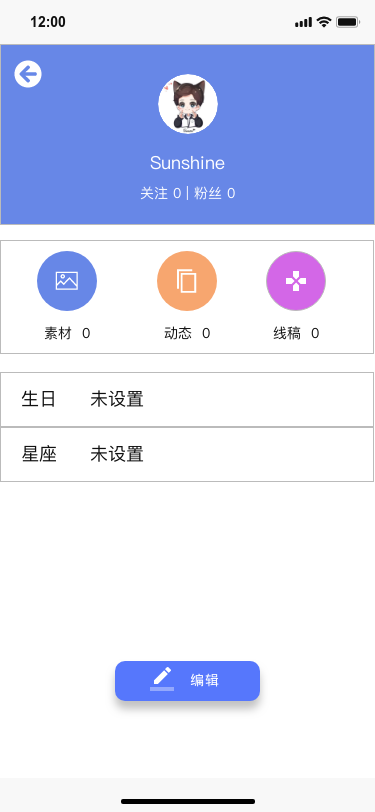 12:00
Sunshine
关注 0 | 粉丝 0
素材 0 动态 0 线稿 0
生日 未设置
星座 未设置
编辑